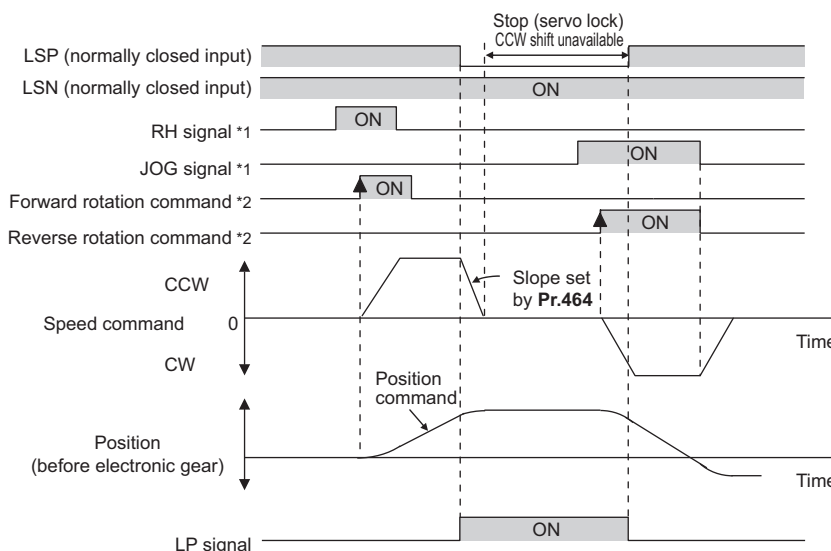 Stop (servo lock)
CCW shift unavailable
LSP (normally closed input)
LSN (normally closed input)
ON
RH signal *1
ON
JOG signal *1
ON
Forward rotation command *2
ON
Reverse rotation command *2
ON
CCW
Slope set
by Pr.464
Speed command
0
Time
CW
Position
command
Position
(before electronic gear)
Time
LP signal
ON